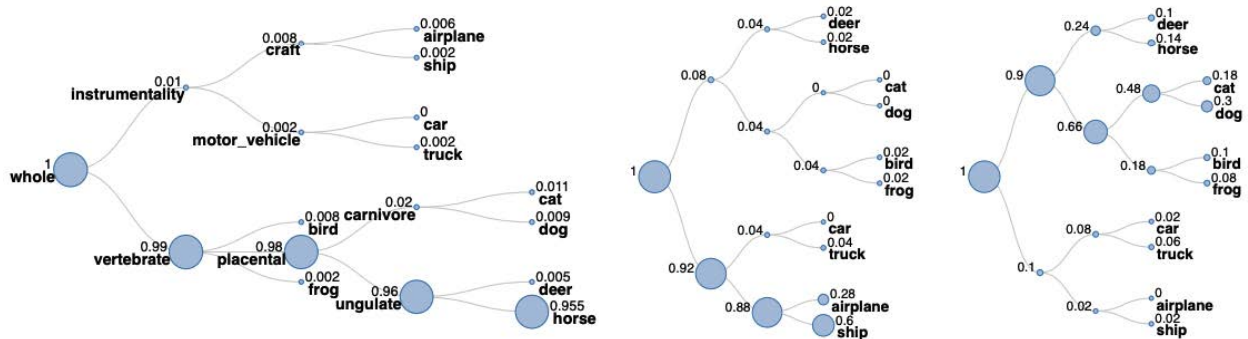 0.006
airplane
0.008
craft
0.002
ship
0.01
instrumentality
0
car
0.002
motor_vehicle
0.002
truck
1
whole
0.011
cat
0.02
carnivore
0.009
dog
0.008
bird
0.99
vertebrate
0.98
placental
0.002
frog
0.005
deer
0.96
ungulate
0.955
horse
0.02
deer
0.04
0.02
horse
0.08
0
cat
0
0
dog
0.04
0.02
bird
0.04
0.02
frog
1
0
car
0.04
0.04
truck
0.92
0.28
airplane
0.88
0.6
ship
0.1
deer
0.24
0.14
horse
0.9
0.18
cat
0.48
0.3
dog
0.66
0.1
bird
0.18
0.08
frog
1
0.02
car
0.08
0.06
truck
0.1
0
airplane
0.02
0.02
ship